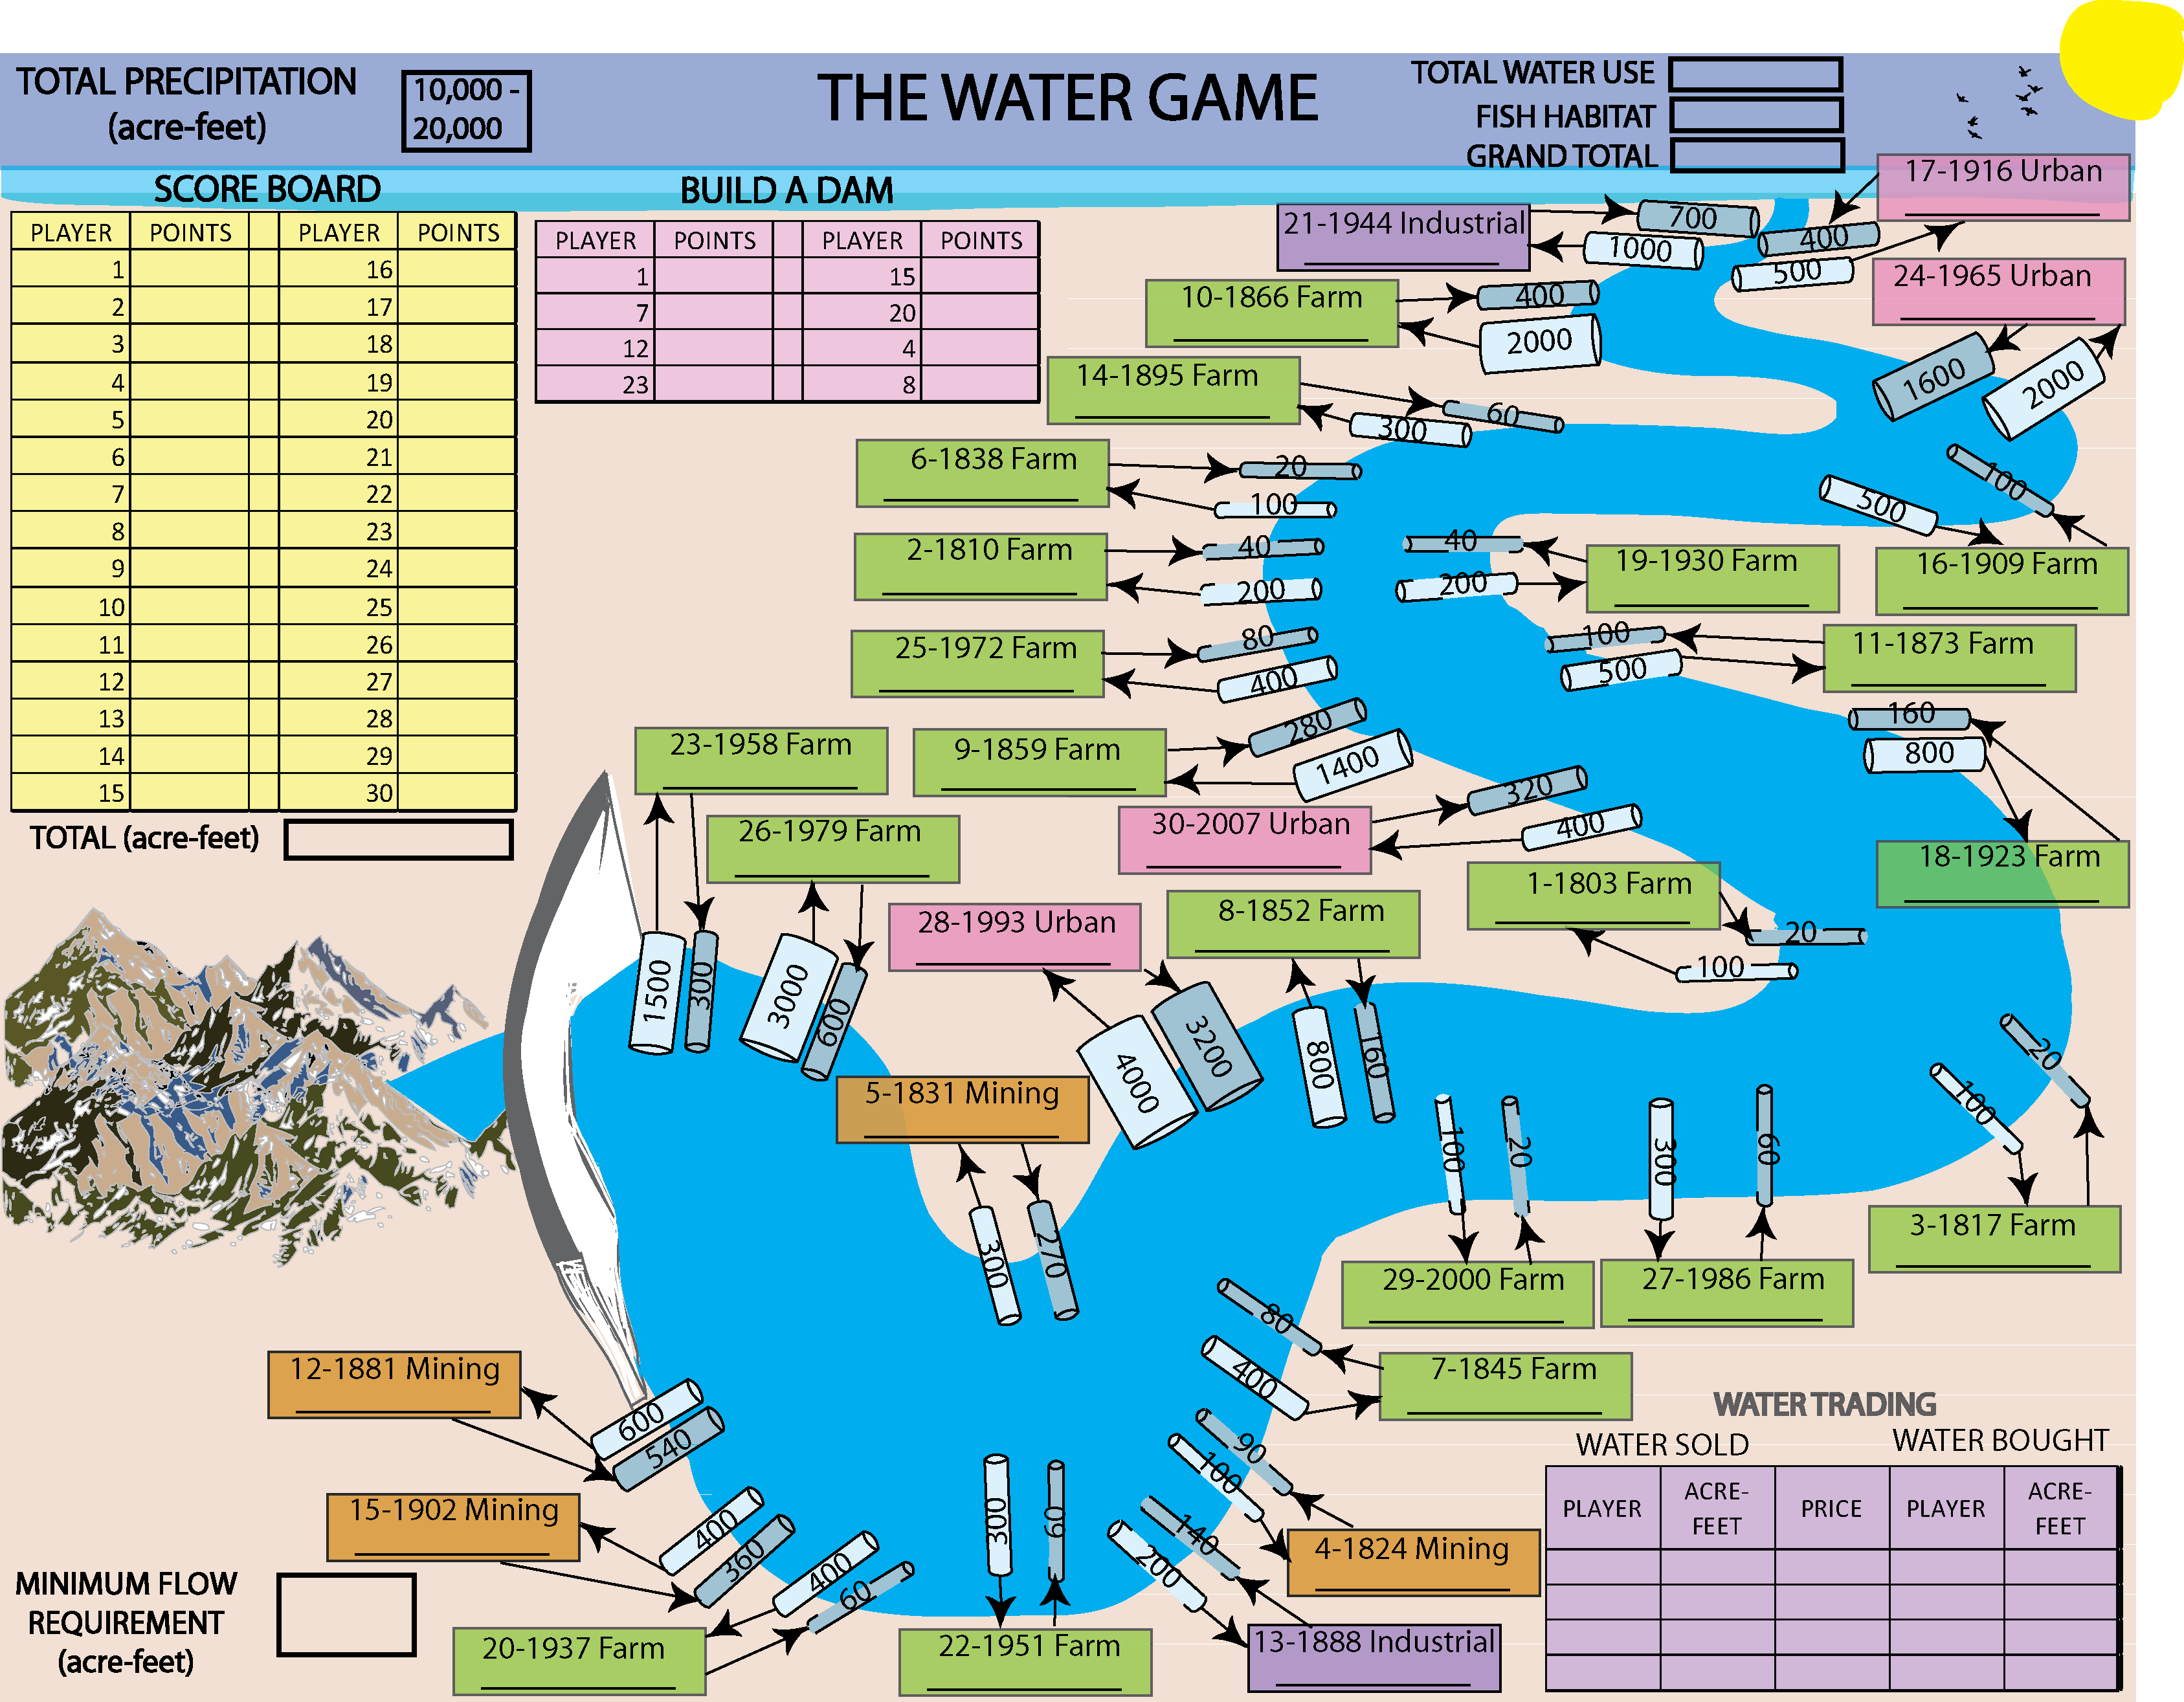 TOTAL PRECIPITATION
(acre-feet)
10,000 -
20,000
THE WATER GAME
TOTAL WATER USE
FISH HABITAT
GRAND TOTAL
SCORE BOARD
PLAYER POINTS PLAYER POINTS
1 16
2 17
3 18
4 19
5 20
6 21
7 22
8 23
9 24
10 25
11 26
12 27
13 28
14 29
15 30
TOTAL (acre-feet)
BUILD A DAM
PLAYER POINTS PLAYER POINTS
1 15
7 20
12 4
23 8
17-1916 Urban
400
500
21-1944 Industrial
700
1000
24-1965 Urban
1600
2000
10-1866 Farm
400
2000
14-1895 Farm
60
300
6-1838 Farm
20
100
100
500
16-1909 Farm
2-1810 Farm
40
200
40
200
19-1930 Farm
25-1972 Farm
80
400
100
500
11-1873 Farm
9-1859 Farm
280
1400
160
800
18-1923 Farm
23-1958 Farm
1500
300
26-1979 Farm
3000
600
30-2007 Urban
320
400
1-1803 Farm
20
100
28-1993 Urban
4000
3200
8-1852 Farm
800
160
5-1831 Mining
300
270
100
20
29-2000 Farm
300
60
27-1986 Farm
20
100
3-1817 Farm
80
400
7-1845 Farm
12-1881 Mining
600
540
15-1902 Mining
400
360
400
60
20-1937 Farm
300
60
22-1951 Farm
90
100
4-1824 Mining
140
200
13-1888 Industrial
MINIMUM FLOW
REQUIREMENT
(acre-feet)
WATER TRADING
WATER SOLD WATER BOUGHT
PLAYER ACRE-FEET PRICE PLAYER ACRE-FEET